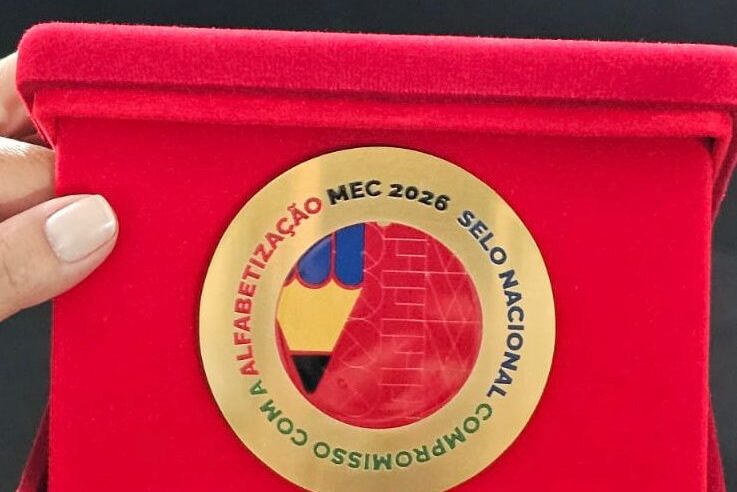 MEC 2026
SELO NACIONAL COMPROMISSO COM A ALFABETIZAÇÃO